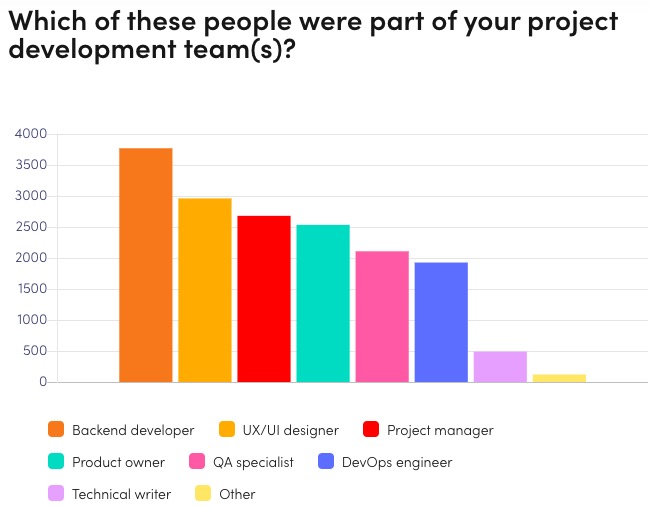 Which of these people were part of your project
development team(s)?
4000
3500
3000
2500
2000
1500
1000
500
0
Backend developer UX/UI designer Project manager
Product owner QA specialist DevOps engineer
Technical writer Other